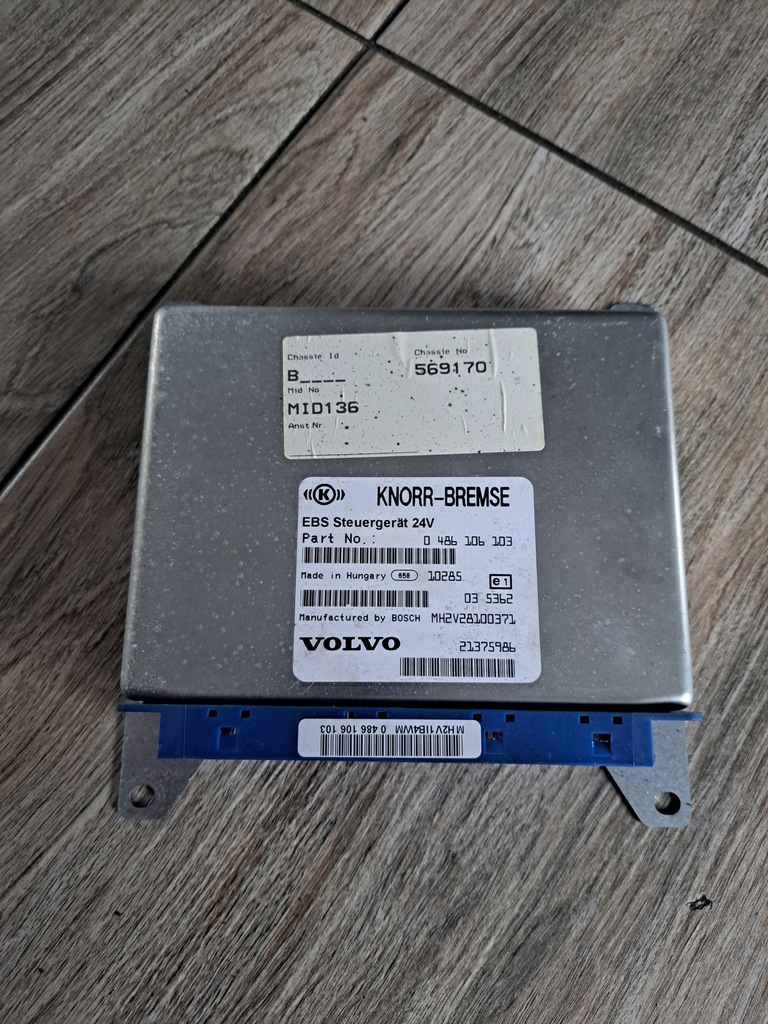 Chassie Id
Chassie No
B____
569170
Mid No
MID136
Anst.Nr
K
KNORR-BREMSE
EBS Steuergerät 24V
Part No.: 0 486 106 103
Made in Hungary 658 10285 e1
03 5362
Manufactured by BOSCH MH2V28100371
VOLVO 21375986
MH2V11B4WM 0 486 106 103